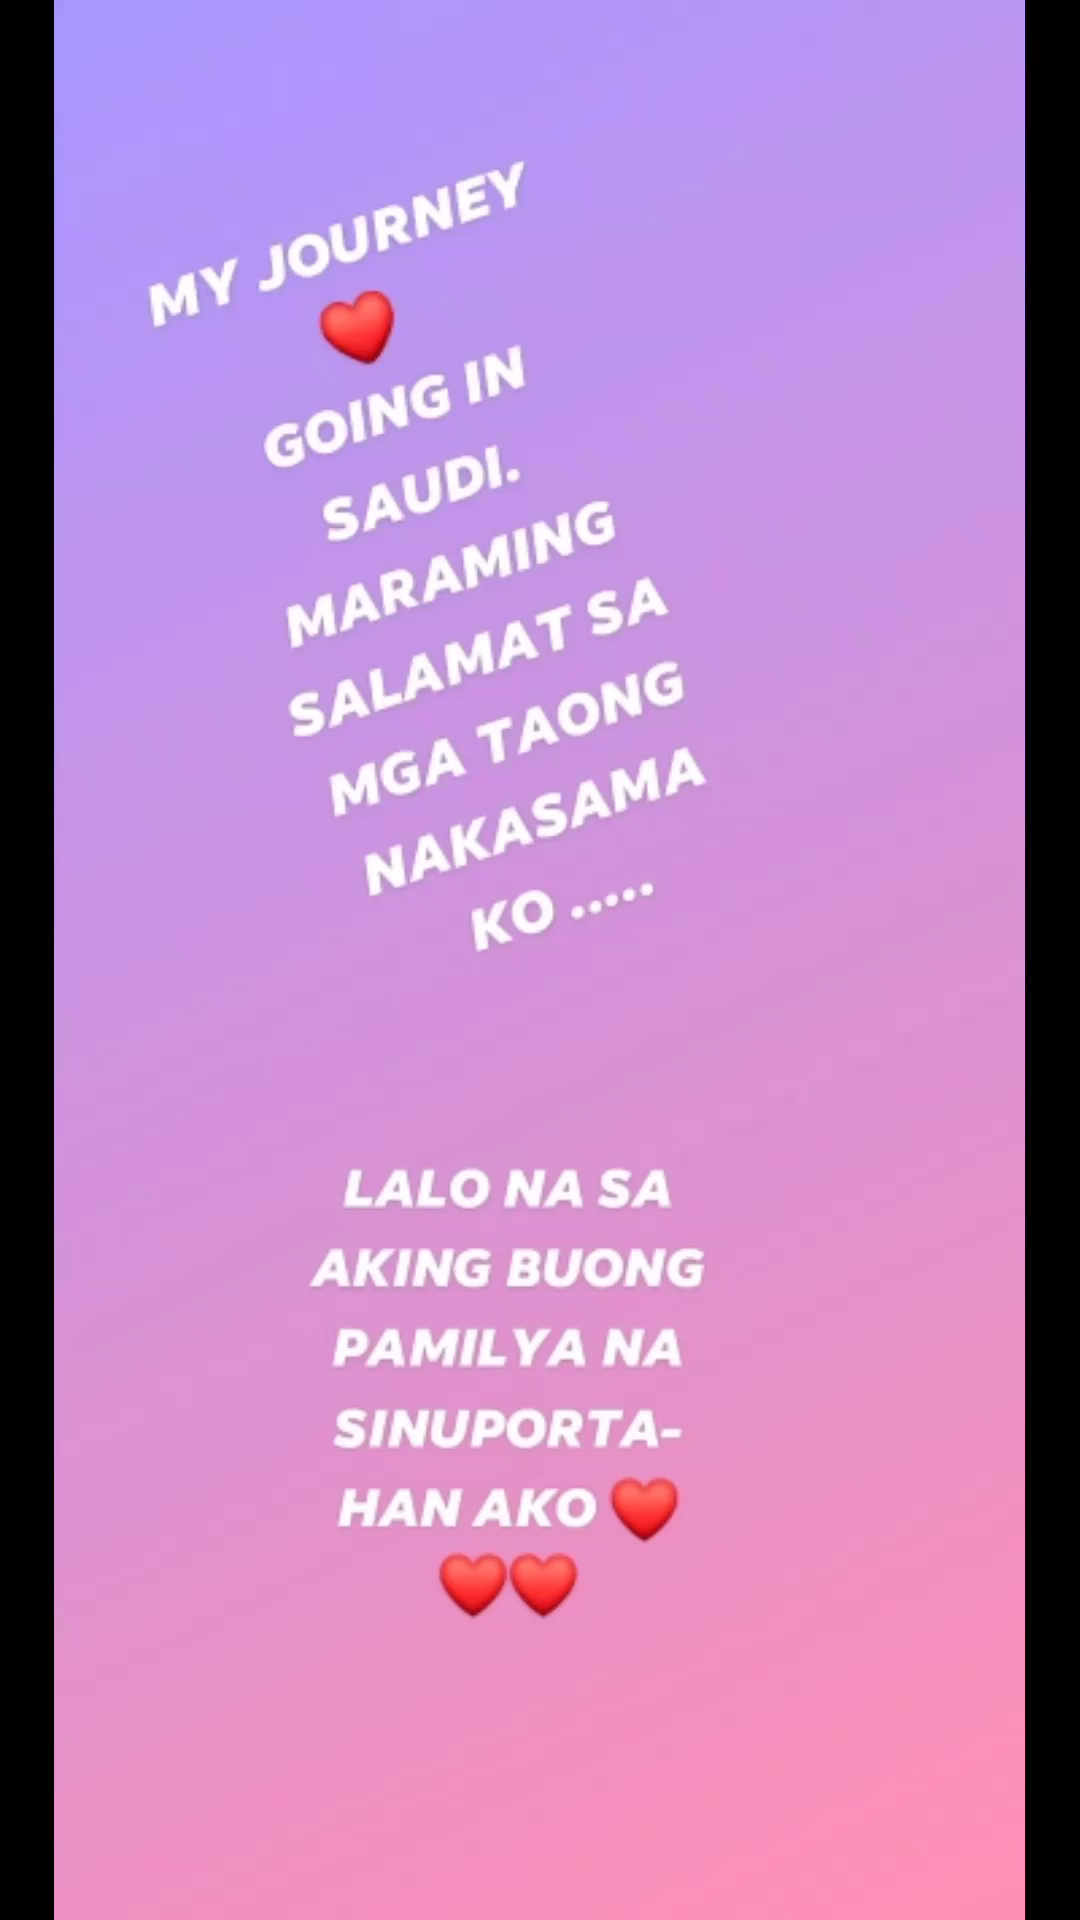 MY JOURNEY
❤️
GOING IN
SAUDI.
MARAMING
SALAMAT SA
MGA TAONG
NAKASAMA
KO .....
LALO NA SA
AKING BUONG
PAMILYA NA
SINUPORTA-
HAN AKO ❤️
❤️❤️